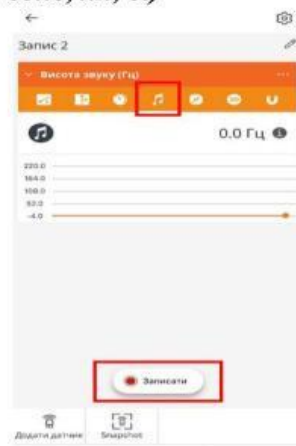 Запис 2
Висота звуку (Гц)
0.0 Гц
220.0
164.0
108.0
52.0
-4.0
Записати
Додати датчик
Snapshot